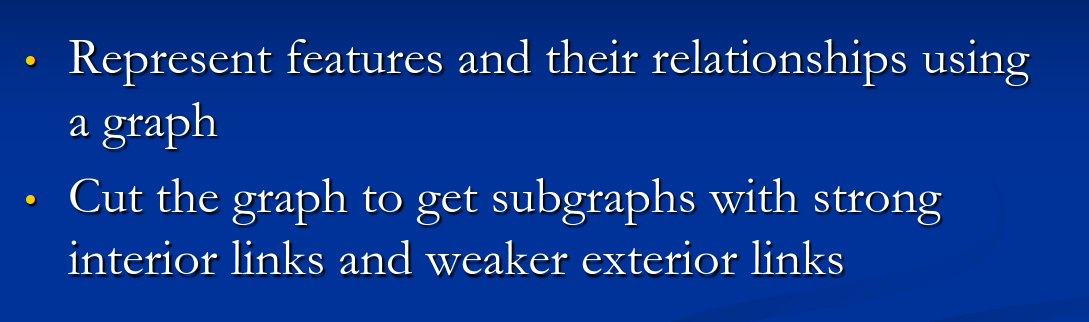 • Represent features and their relationships using
a graph
• Cut the graph to get subgraphs with strong
interior links and weaker exterior links